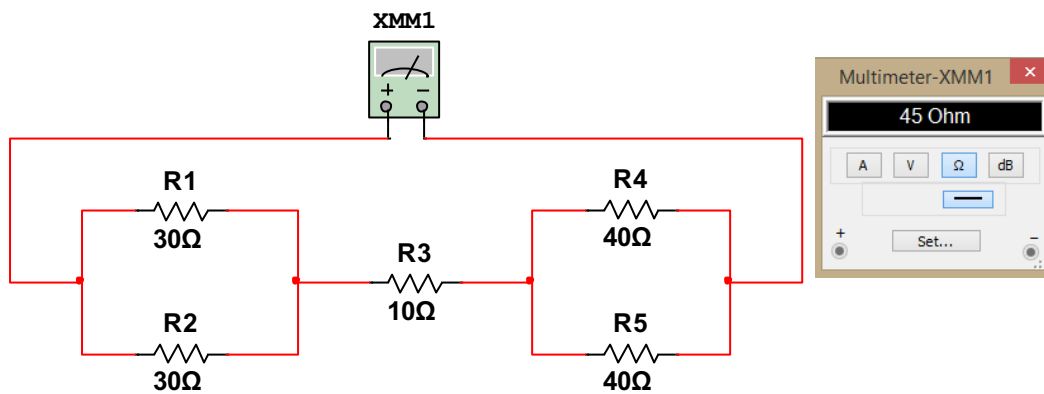 XMM1
+ −
Multimeter-XMM1
45 Ohm
A V Ω dB
+ −
Set...
R1
30Ω
R2
30Ω
R3
10Ω
R4
40Ω
R5
40Ω